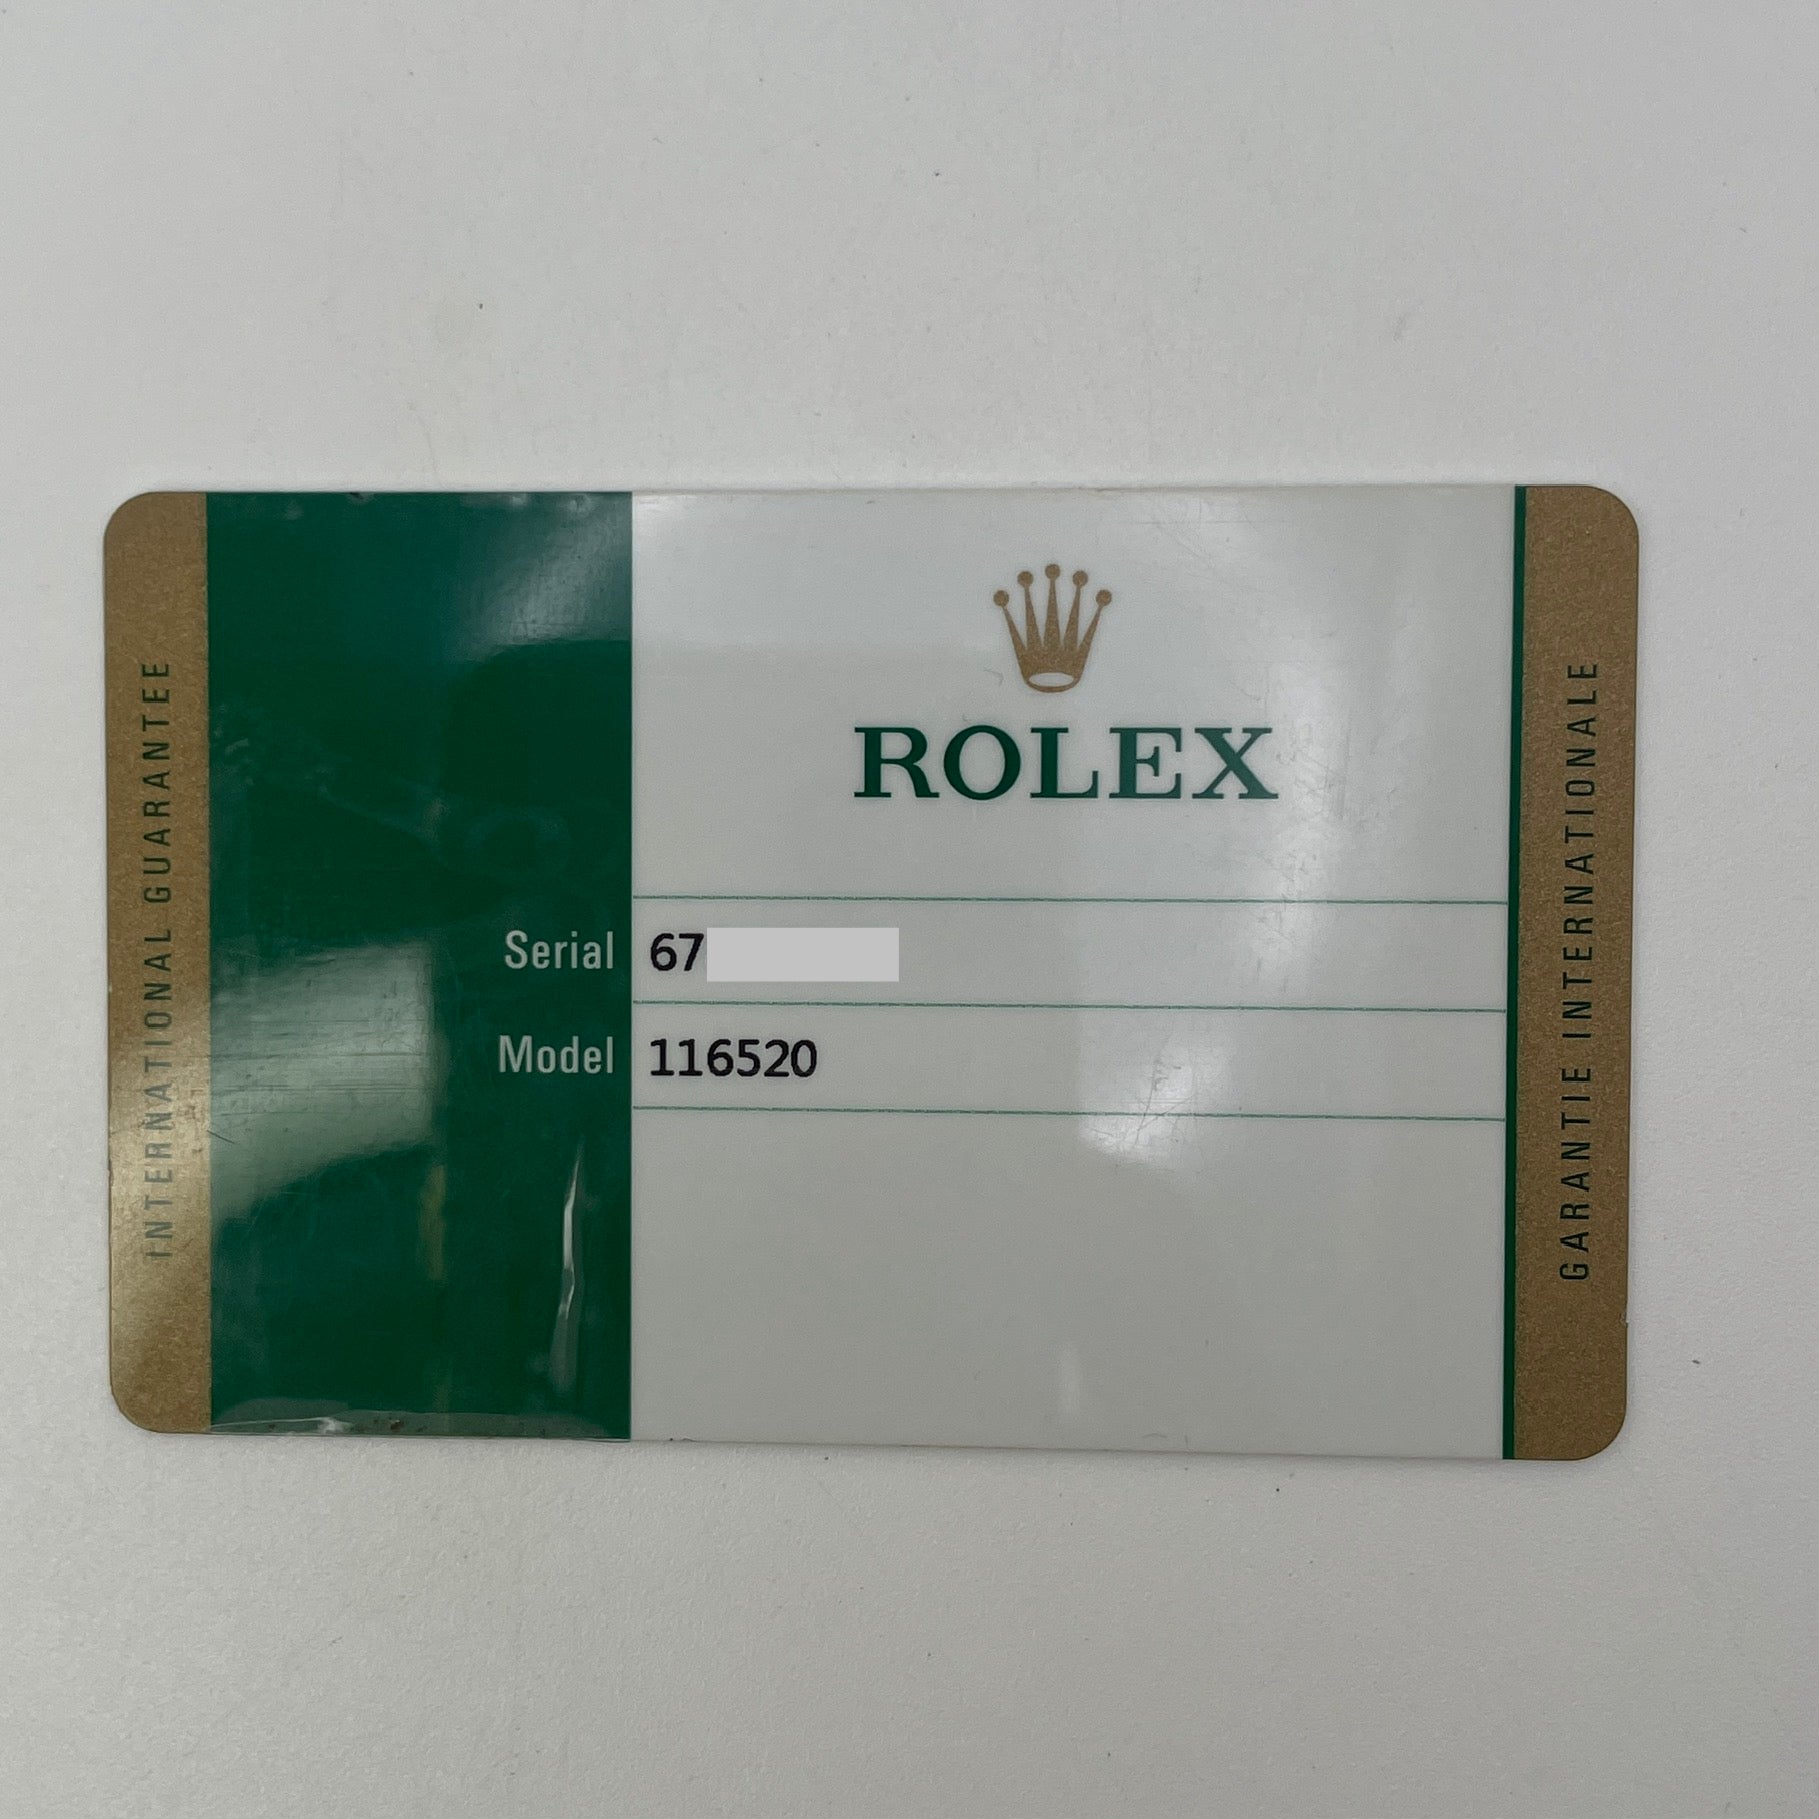 INTERNATIONAL GUARANTEE
ROLEX
Serial 67
Model 116520
GARANTIE INTERNATIONALE